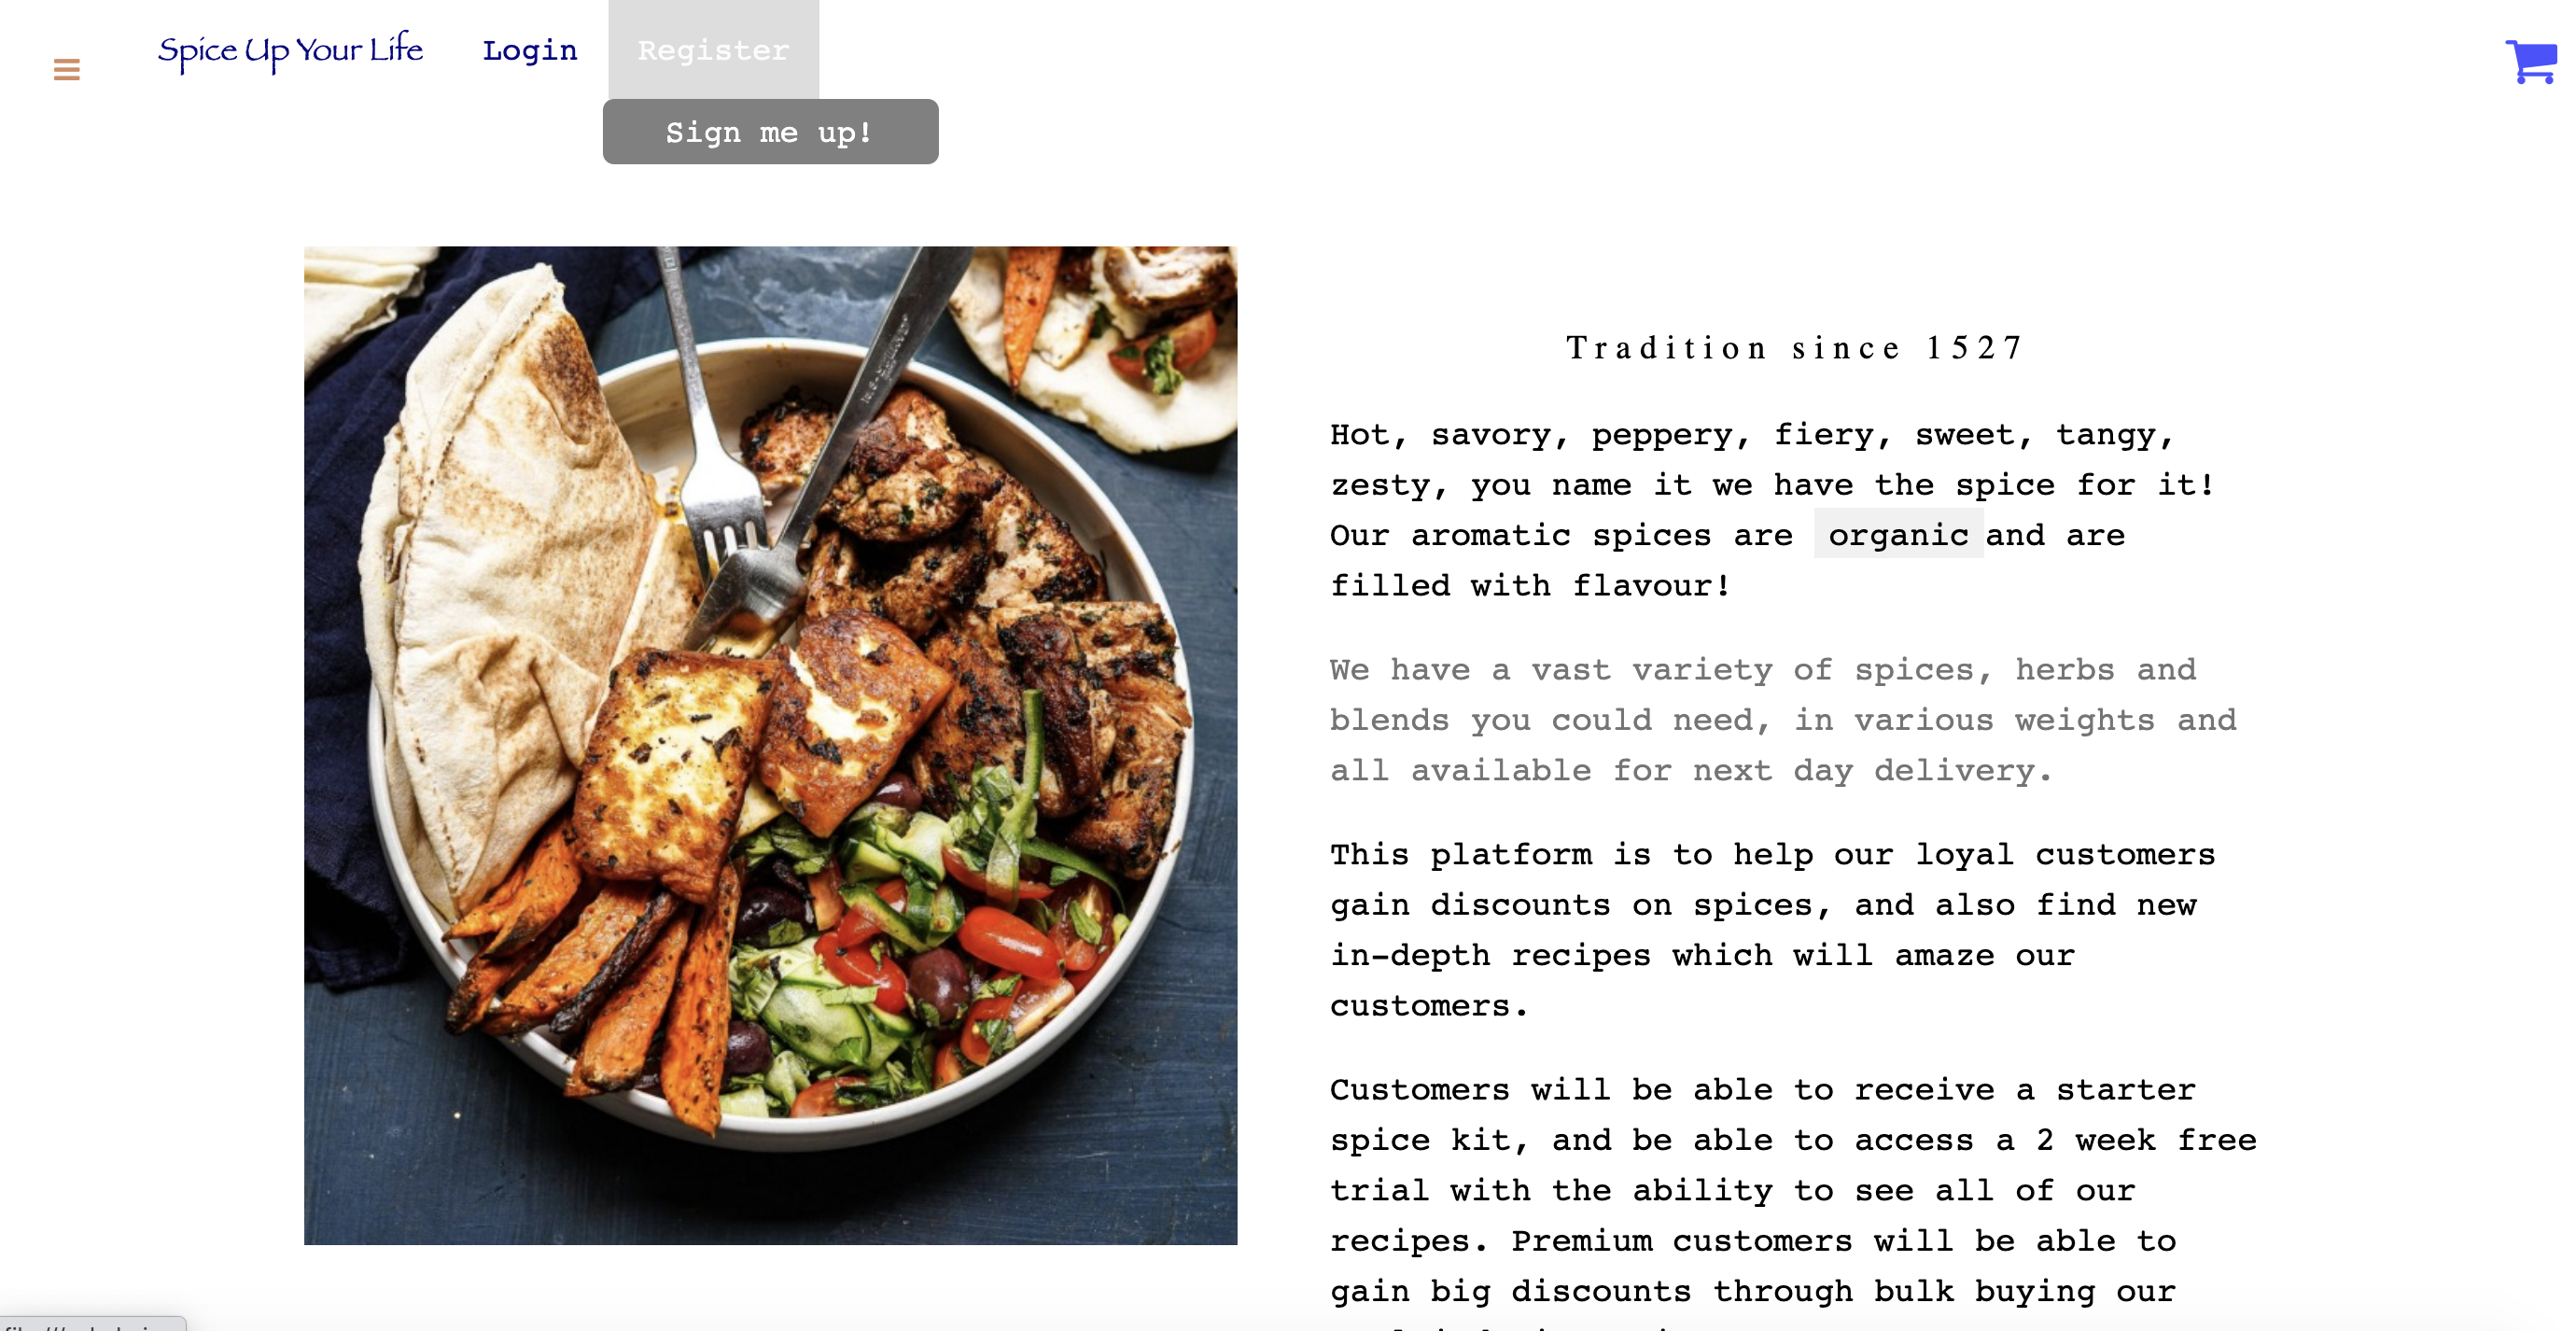 Spice Up Your Life
Login
Register
Sign me up!
Tradition since 1527
Hot, savory, peppery, fiery, sweet, tangy,
zesty, you name it we have the spice for it!
Our aromatic spices are organic and are
filled with flavour!
We have a vast variety of spices, herbs and
blends you could need, in various weights and
all available for next day delivery.
This platform is to help our loyal customers
gain discounts on spices, and also find new
in-depth recipes which will amaze our
customers.
Customers will be able to receive a starter
spice kit, and be able to access a 2 week free
trial with the ability to see all of our
recipes. Premium customers will be able to
gain big discounts through bulk buying our